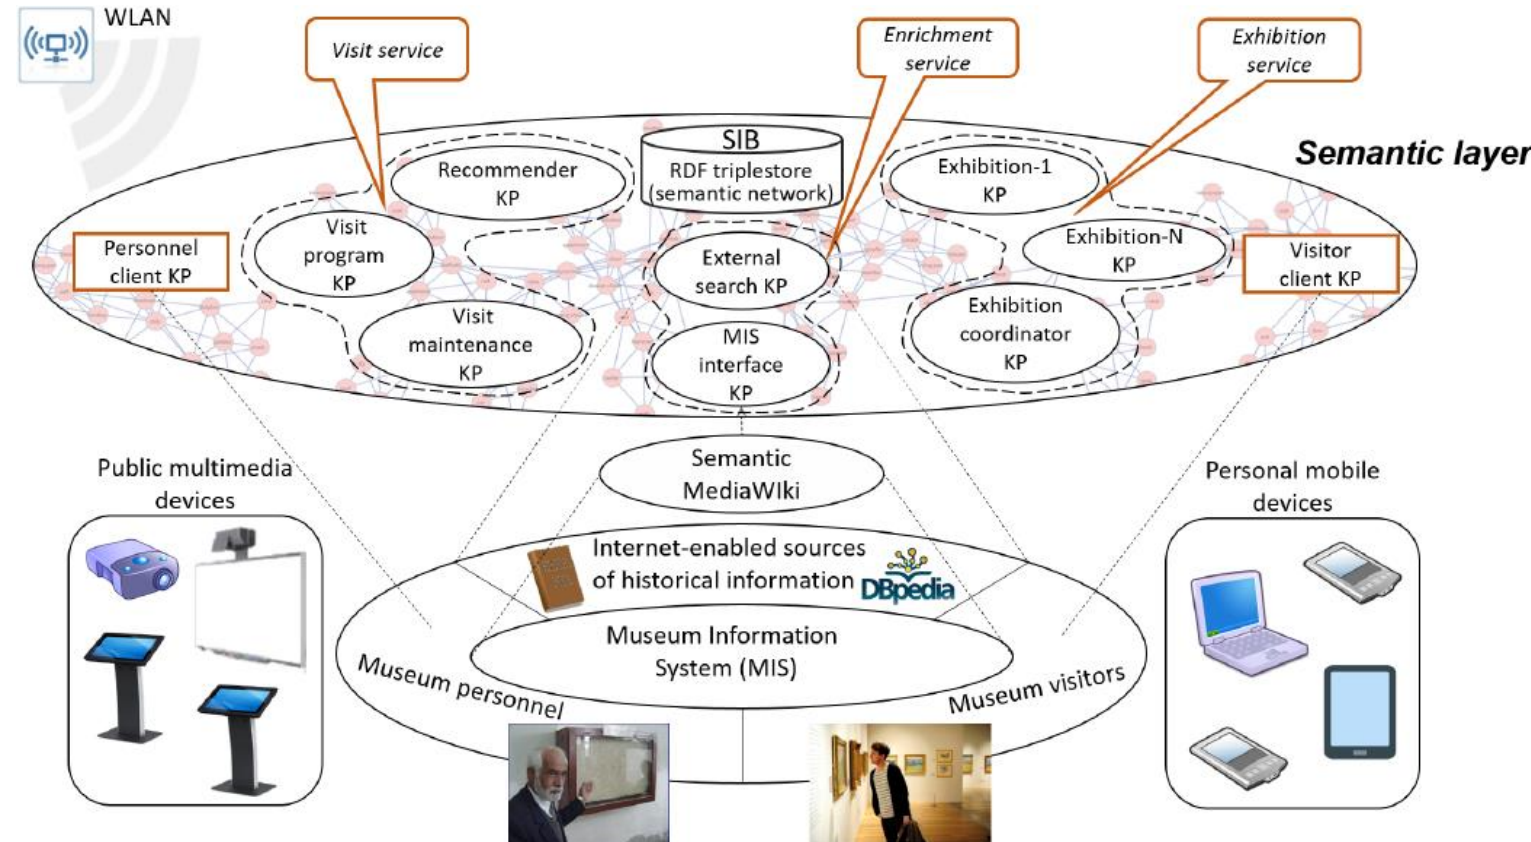 WLAN
Visit service
Enrichment
service
Exhibition
service
Semantic layer
SIB
RDF triplestore
(semantic network)
Recommender
KP
Exhibition-1
KP
Visit
program
KP
Personnel
client KP
External
search KP
Exhibition-N
KP
Visitor
client KP
Visit
maintenance
KP
MIS
interface
KP
Exhibition
coordinator
KP
Semantic
MediaWIki
Public multimedia
devices
Personal mobile
devices
Internet-enabled sources
of historical information
DBpedia
Museum Information
System (MIS)
Museum personnel
Museum visitors